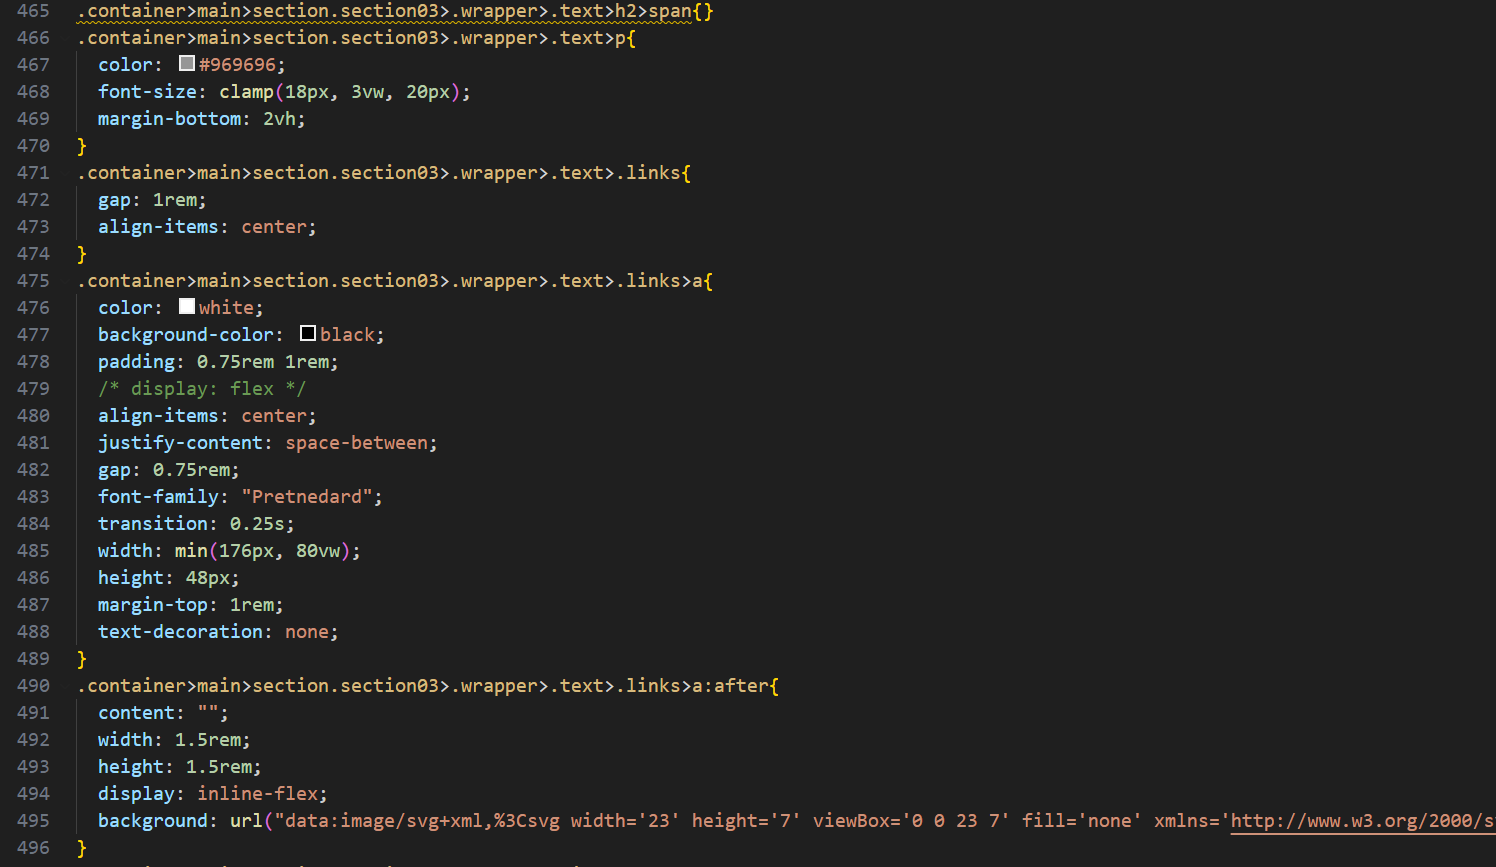 465 .container>main>section.section03>.wrapper>.text>h2>span{}
466 .container>main>section.section03>.wrapper>.text>p{
467 color: #969696;
468 font-size: clamp(18px, 3vw, 20px);
469 margin-bottom: 2vh;
470 }
471 .container>main>section.section03>.wrapper>.text>.links{
472 gap: 1rem;
473 align-items: center;
474 }
475 .container>main>section.section03>.wrapper>.text>.links>a{
476 color: white;
477 background-color: black;
478 padding: 0.75rem 1rem;
479 /* display: flex */
480 align-items: center;
481 justify-content: space-between;
482 gap: 0.75rem;
483 font-family: "Pretnedard";
484 transition: 0.25s;
485 width: min(176px, 80vw);
486 height: 48px;
487 margin-top: 1rem;
488 text-decoration: none;
489 }
490 .container>main>section.section03>.wrapper>.text>.links>a:after{
491 content: "";
492 width: 1.5rem;
493 height: 1.5rem;
494 display: inline-flex;
495 background: url("data:image/svg+xml,%3Csvg width='23' height='7' viewBox='0 0 23 7' fill='none' xmlns='http://www.w3.org/2000/s
496 }